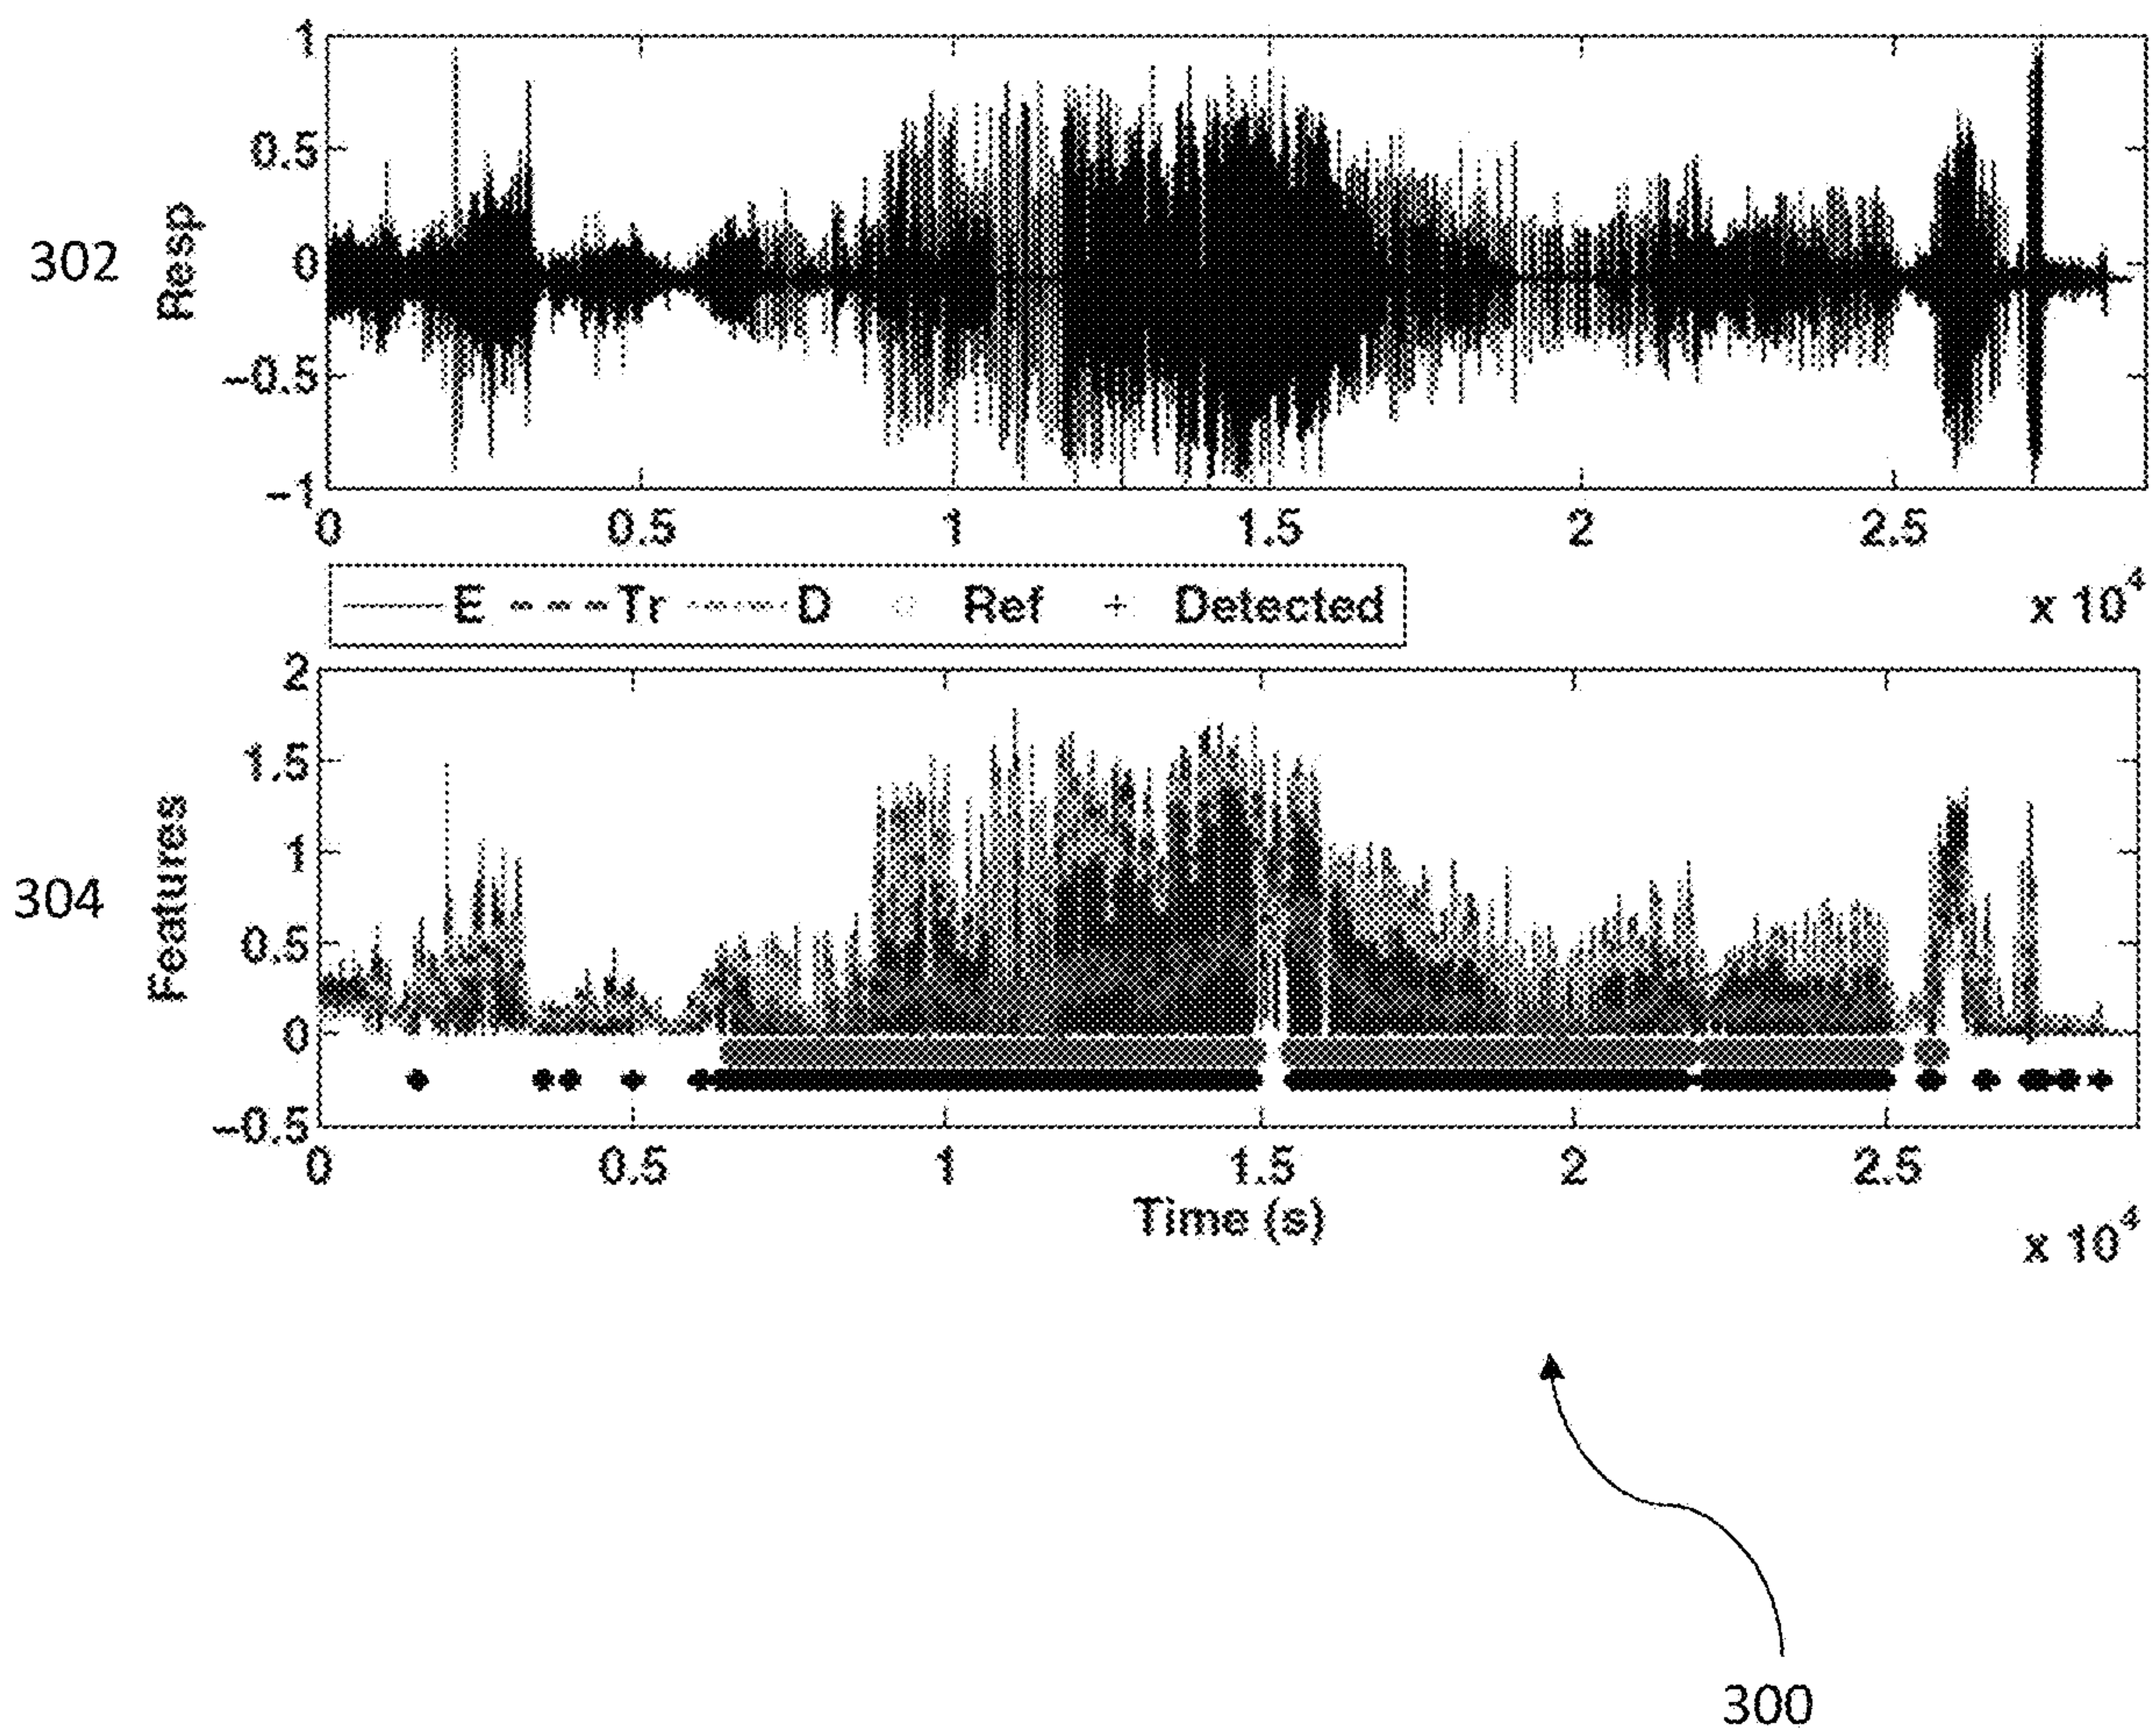 1
0.5
302
Resp
0
−0.5
−1
0 0.5 1 1.5 2 2.5
x 10^4
E Tr D Ref Detected
2
1.5
1
304
Features
0.5
0
−0.5
0 0.5 1 1.5 2 2.5
Time (s)
x 10^4
300